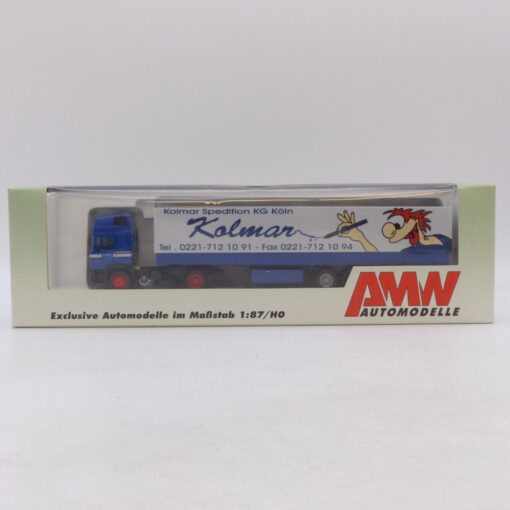 Kolmar Spedition KG Köln
Kolmar
Tel . 0221-712 10 91 - Fax 0221-712 10 94
AMW
AUTOMODELLE
Exclusive Automodelle im Maßstab 1:87/HO